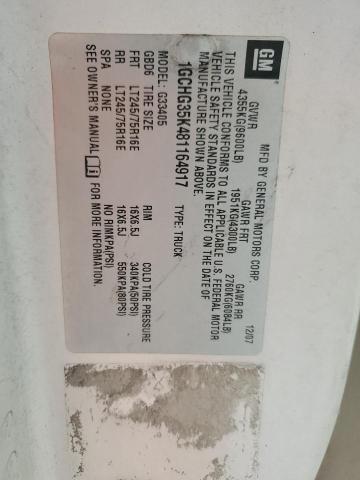 GM
MFD BY GENERAL MOTORS CORP. 12/07
GVWR GAWR FRT GAWR RR
4355KG(9600LB) 1951KG(4300LB) 2760KG(6084LB)
THIS VEHICLE CONFORMS TO ALL APPLICABLE U.S. FEDERAL MOTOR
VEHICLE SAFETY STANDARDS IN EFFECT ON THE DATE OF
MANUFACTURE SHOWN ABOVE.
1GCHG35K481164917 TYPE: TRUCK
MODEL: G33405
GBD6 TIRE SIZE RIM COLD TIRE PRESSURE
FRT LT245/75R16E 16X6.5J 340KPA(50PSI)
RR LT245/75R16E 16X6.5J 550KPA(80PSI)
SPA NONE NO RIMKPA(PSI)
SEE OWNER'S MANUAL FOR MORE INFORMATION.